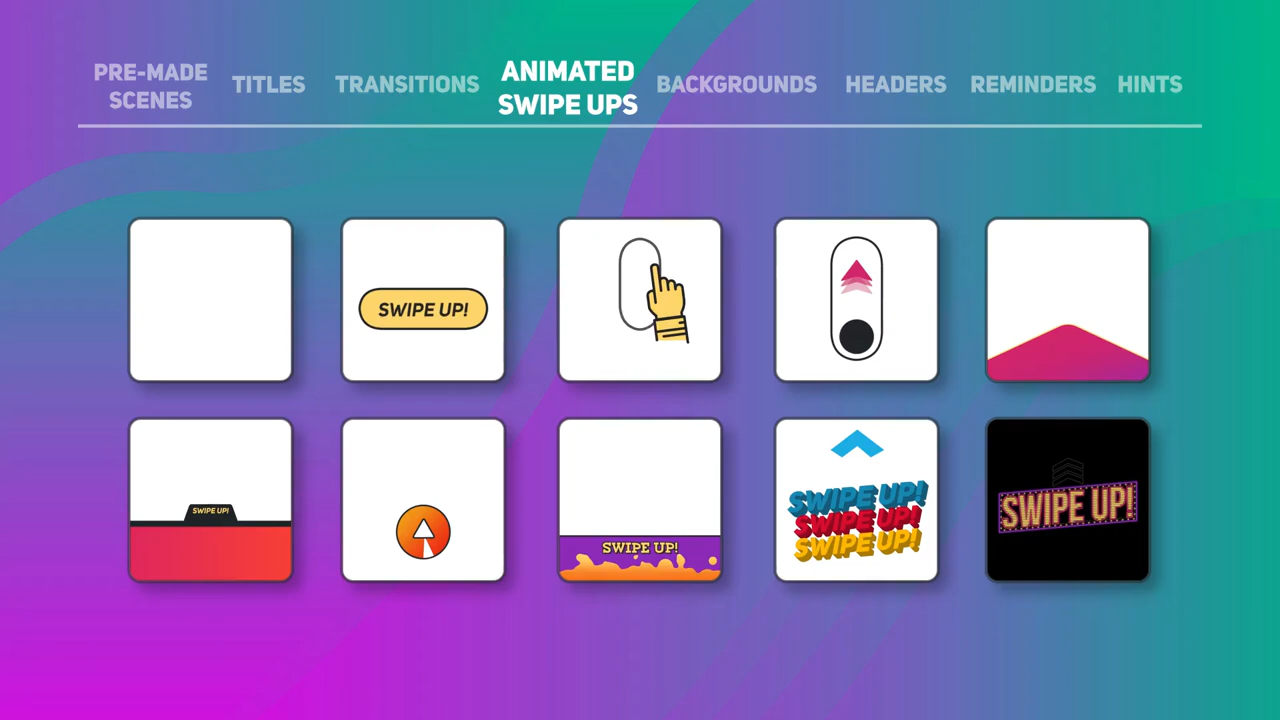 PRE-MADE
SCENES
TITLES
TRANSITIONS
ANIMATED
SWIPE UPS
BACKGROUNDS
HEADERS
REMINDERS
HINTS
SWIPE UP!
SWIPE UP!
SWIPE UP!
SWIPE UP!
SWIPE UP!
SWIPE UP!
SWIPE UP!